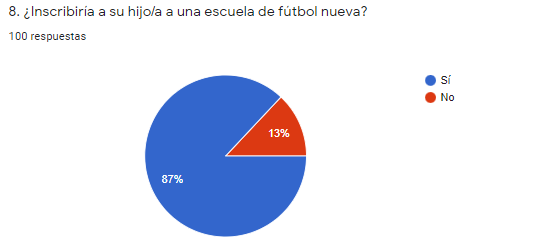 8. ¿Inscribiría a su hijo/a a una escuela de fútbol nueva?
100 respuestas
Sí
No
13%
87%